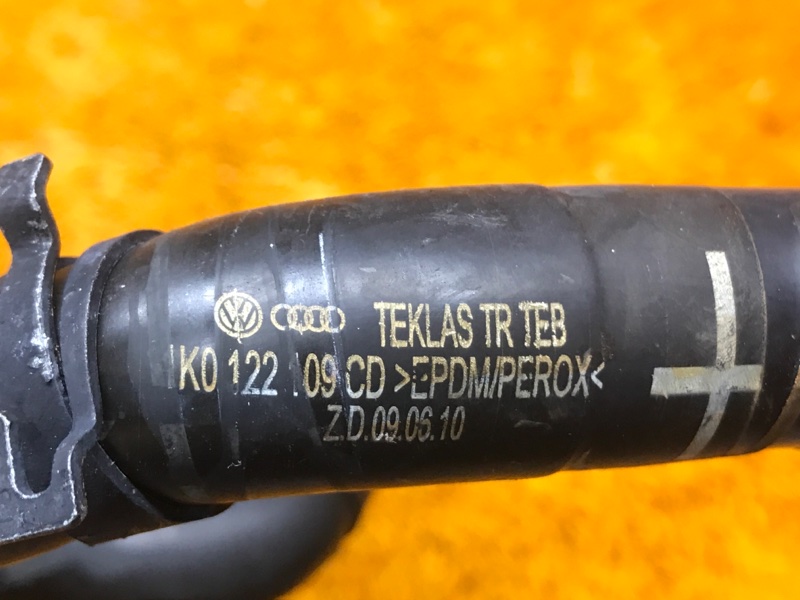 TEKLAS TR TEB
1K0 122 109 CD >EPDM/PEROX<
Z.D.09.06.10